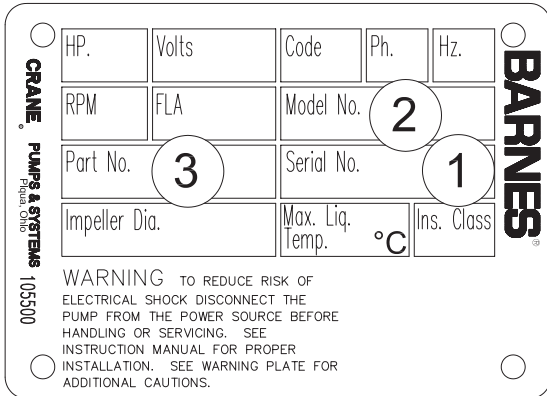 HP. Volts Code Ph. Hz.
RPM FLA Model No. 2
Part No. 3 Serial No. 1
Impeller Dia. Max. Liq. Temp. °C Ins. Class
WARNING TO REDUCE RISK OF
ELECTRICAL SHOCK DISCONNECT THE
PUMP FROM THE POWER SOURCE BEFORE
HANDLING OR SERVICING. SEE
INSTRUCTION MANUAL FOR PROPER
INSTALLATION. SEE WARNING PLATE FOR
ADDITIONAL CAUTIONS.
CRANE® PUMPS & SYSTEMS 105500
Piqua, Ohio
BARNES®